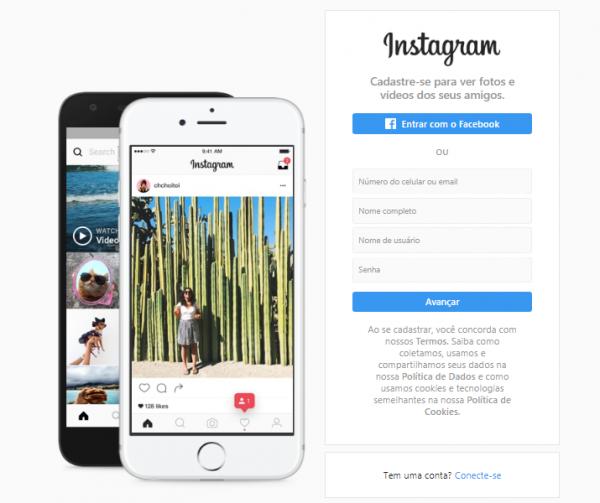 Search
WATCH
Video
9:41 AM
Instagram
chchoitoi
128 likes
1
Instagram
Cadastre-se para ver fotos e
vídeos dos seus amigos.
Entrar com o Facebook
OU
Número do celular ou email
Nome completo
Nome de usuário
Senha
Avançar
Ao se cadastrar, você concorda com
nossos Termos. Saiba como
coletamos, usamos e
compartilhamos seus dados na
nossa Política de Dados e como
usamos cookies e tecnologias
semelhantes na nossa Política de
Cookies.
Tem uma conta? Conecte-se